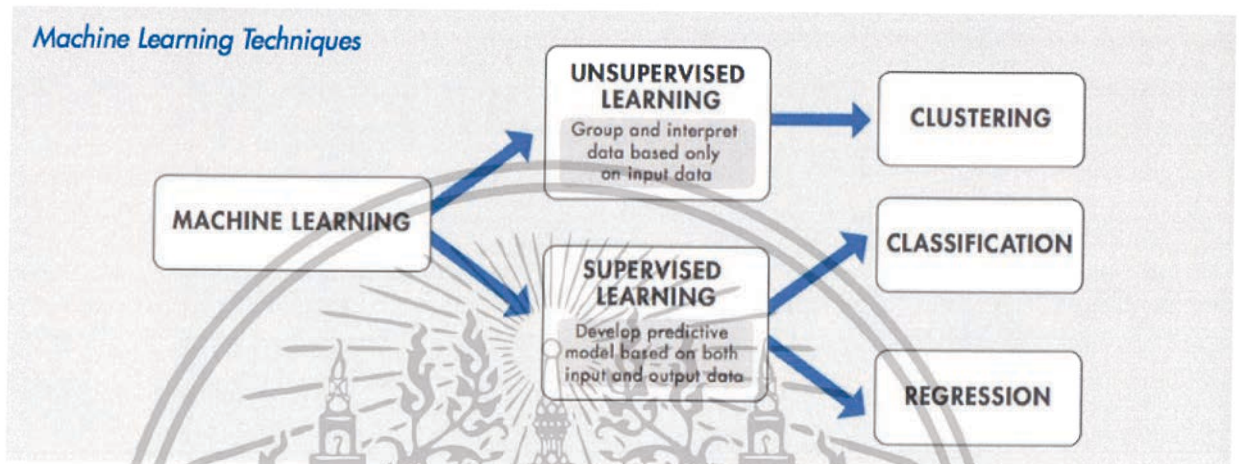 Machine Learning Techniques
MACHINE LEARNING
UNSUPERVISED
LEARNING
Group and interpret
data based only
on input data
SUPERVISED
LEARNING
Develop predictive
model based on both
input and output data
CLUSTERING
CLASSIFICATION
REGRESSION